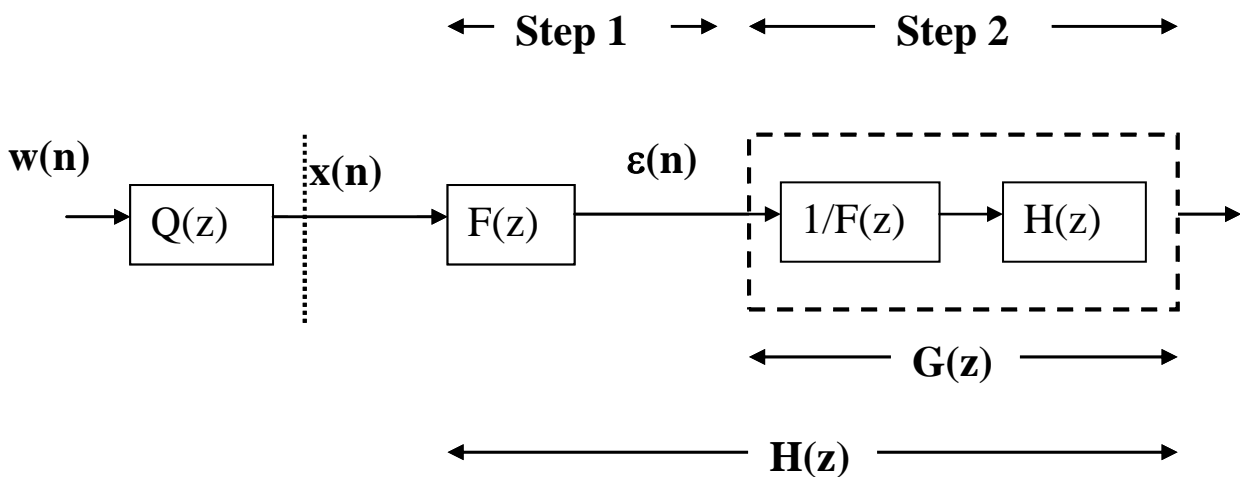 Step 1 Step 2
w(n) x(n) ε(n)
Q(z) F(z) 1/F(z) H(z)
G(z)
H(z)